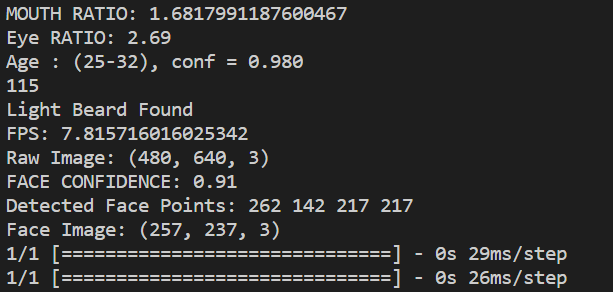 MOUTH RATIO: 1.6817991187600467
Eye RATIO: 2.69
Age : (25-32), conf = 0.980
115
Light Beard Found
FPS: 7.815716016025342
Raw Image: (480, 640, 3)
FACE CONFIDENCE: 0.91
Detected Face Points: 262 142 217 217
Face Image: (257, 237, 3)
1/1 [==============================] - 0s 29ms/step
1/1 [==============================] - 0s 26ms/step